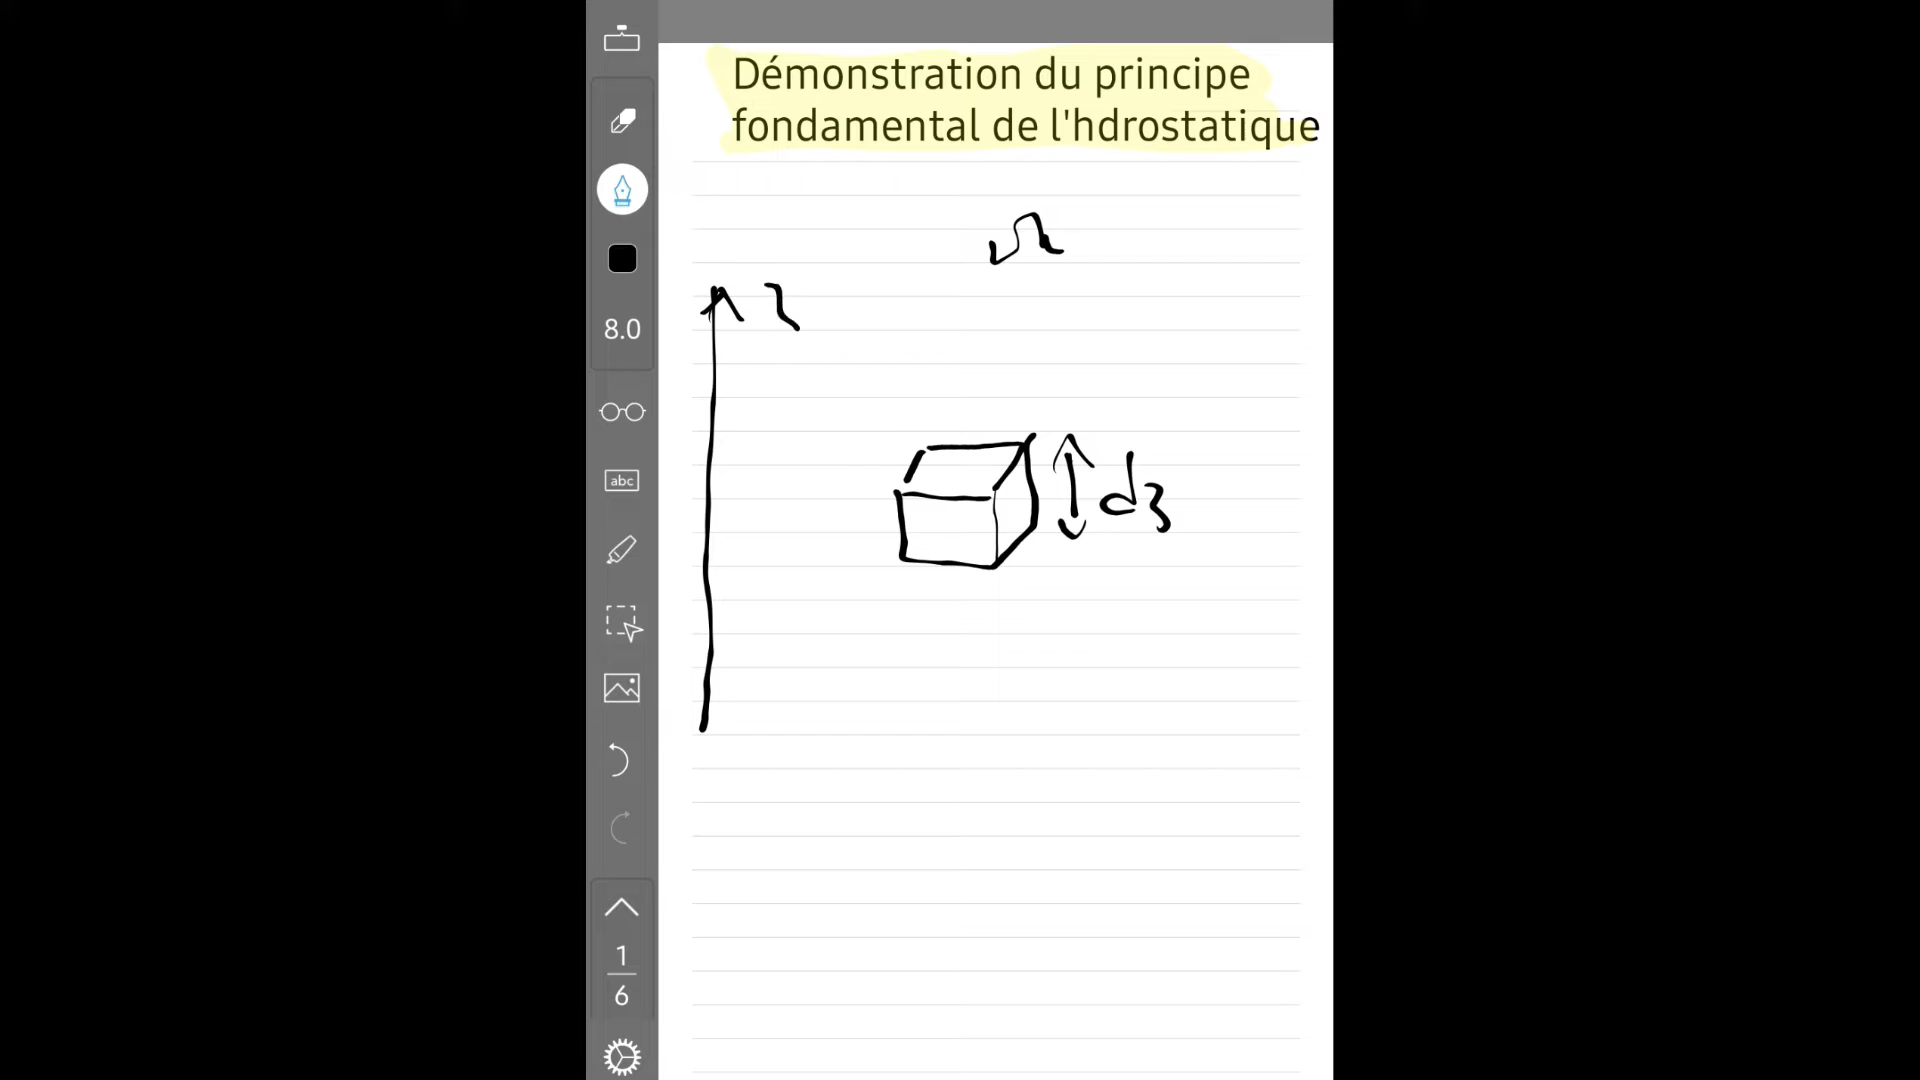 Démonstration du principe
fondamental de l'hdrostatique
z
8.0
dz
abc
1
6